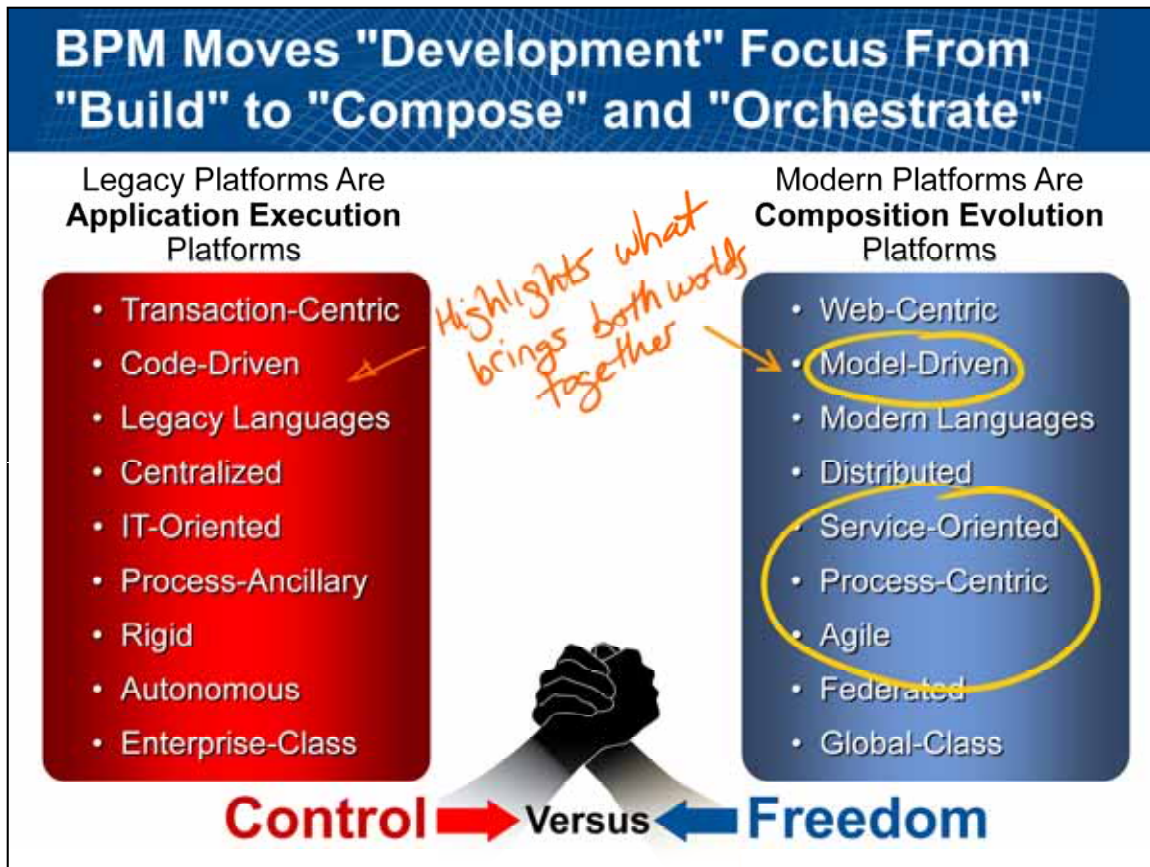 BPM Moves "Development" Focus From
"Build" to "Compose" and "Orchestrate"
Legacy Platforms Are
Application Execution
Platforms
• Transaction-Centric
• Code-Driven
• Legacy Languages
• Centralized
• IT-Oriented
• Process-Ancillary
• Rigid
• Autonomous
• Enterprise-Class
Highlights what
brings both worlds
together
Modern Platforms Are
Composition Evolution
Platforms
• Web-Centric
• Model-Driven
• Modern Languages
• Distributed
• Service-Oriented
• Process-Centric
• Agile
• Federated
• Global-Class
Control Versus Freedom